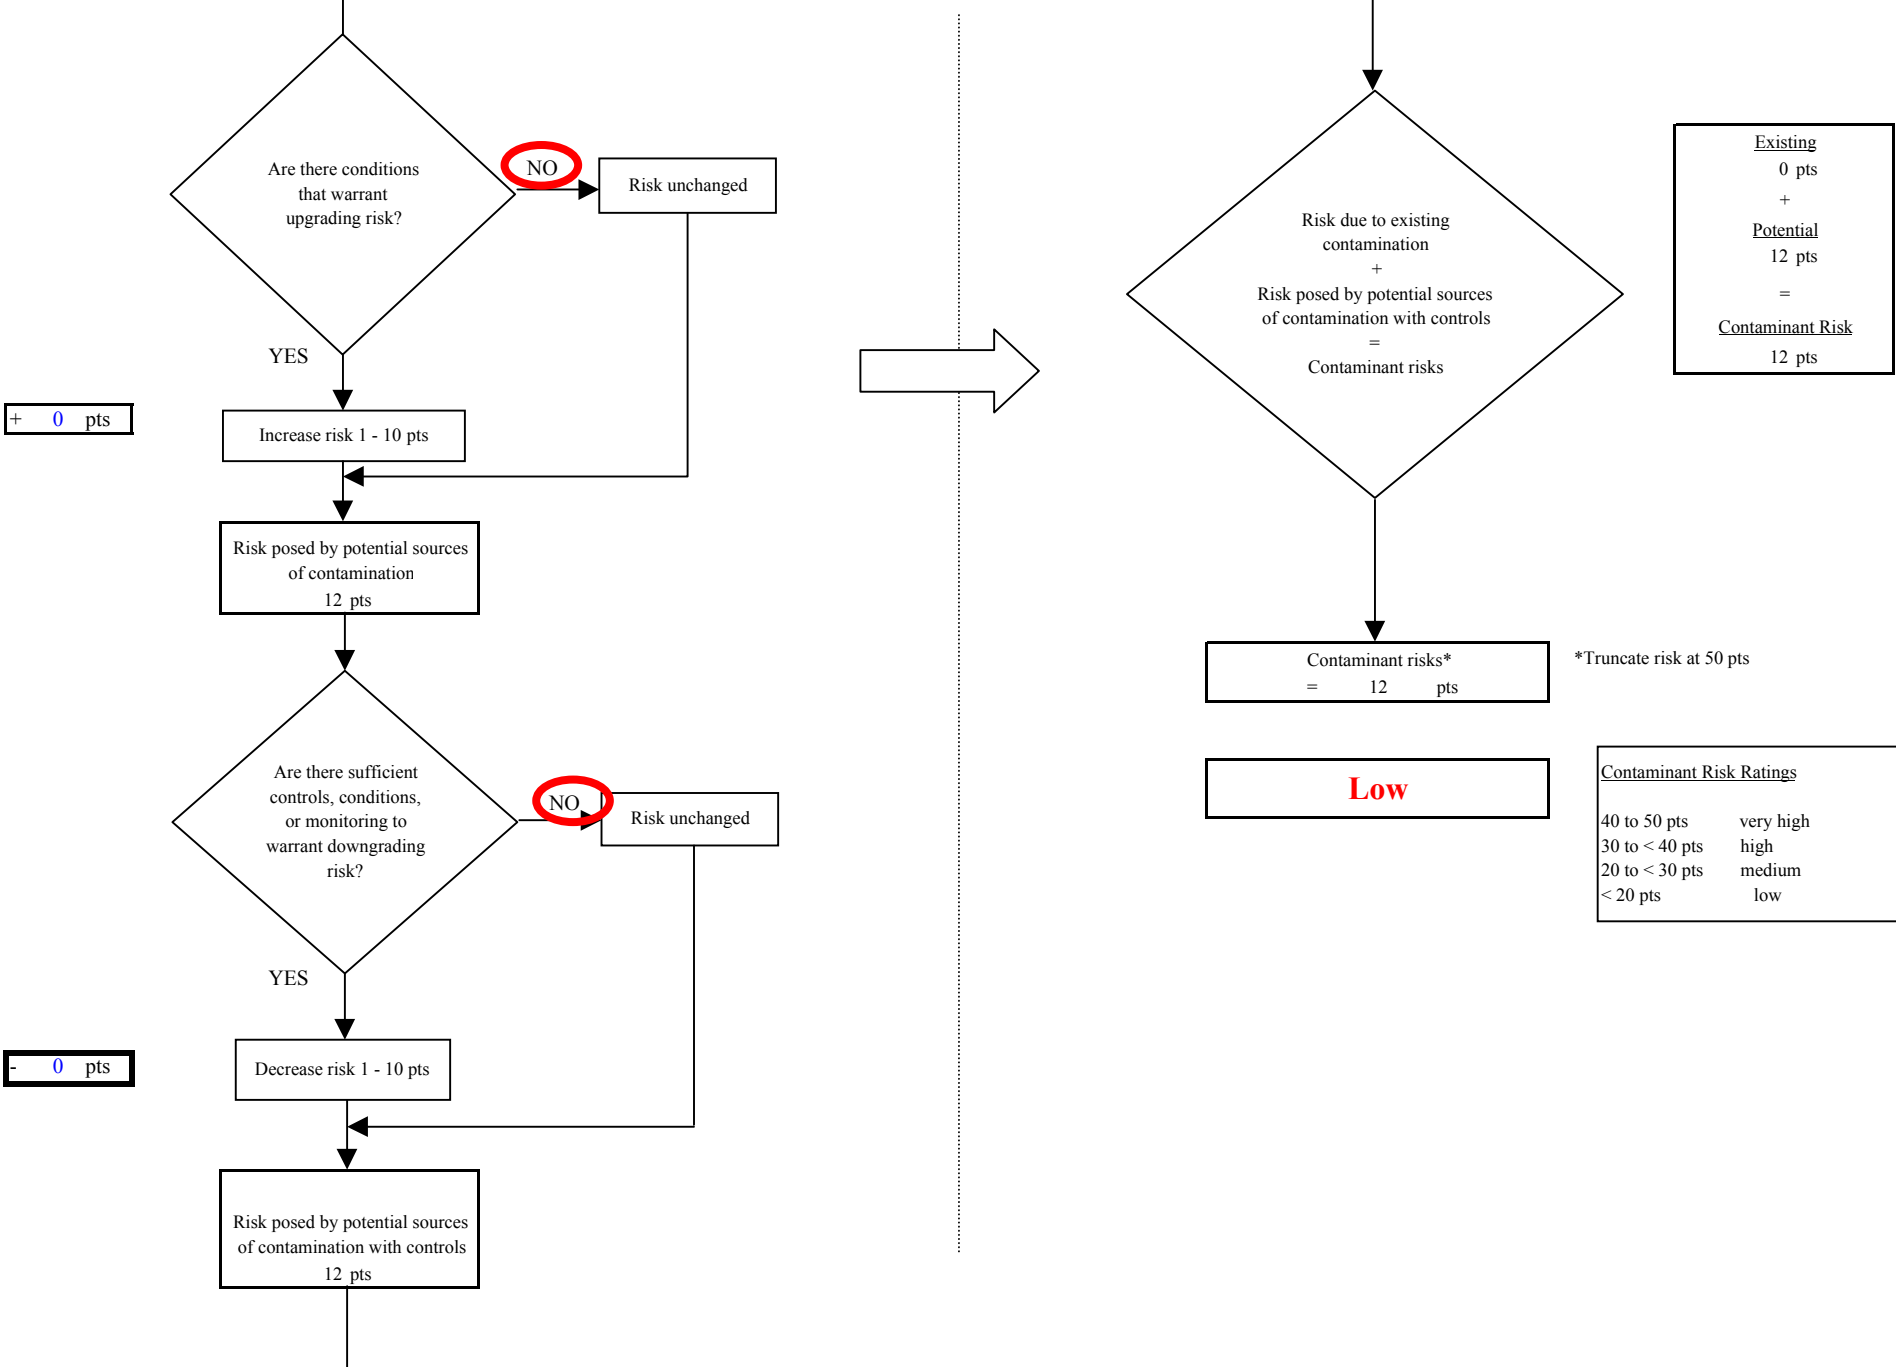 Are there conditions
that warrant
upgrading risk?
NO
Risk unchanged
YES
+ 0 pts
Increase risk 1 - 10 pts
Risk posed by potential sources
of contamination
12 pts
Are there sufficient
controls, conditions,
or monitoring to
warrant downgrading
risk?
NO
Risk unchanged
YES
- 0 pts
Decrease risk 1 - 10 pts
Risk posed by potential sources
of contamination with controls
12 pts
Risk due to existing
contamination
+
Risk posed by potential sources
of contamination with controls
=
Contaminant risks
Existing
0 pts
+
Potential
12 pts
=
Contaminant Risk
12 pts
Contaminant risks*
= 12 pts
*Truncate risk at 50 pts
Low
Contaminant Risk Ratings
40 to 50 pts very high
30 to < 40 pts high
20 to < 30 pts medium
< 20 pts low